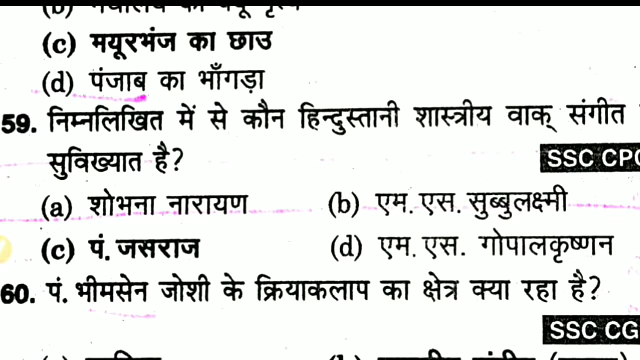 (c) मयूरभंज का छाउ
(d) पंजाब का भाँगड़ा
59. निम्नलिखित में से कौन हिन्दुस्तानी शास्त्रीय वाक् संगीत
सुविख्यात है?
SSC CPO
(a) शोभना नारायण (b) एम. एस. सुब्बुलक्ष्मी
(c) पं. जसराज (d) एम. एस. गोपालकृष्णन
60. पं. भीमसेन जोशी के क्रियाकलाप का क्षेत्र क्या रहा है?
SSC CG